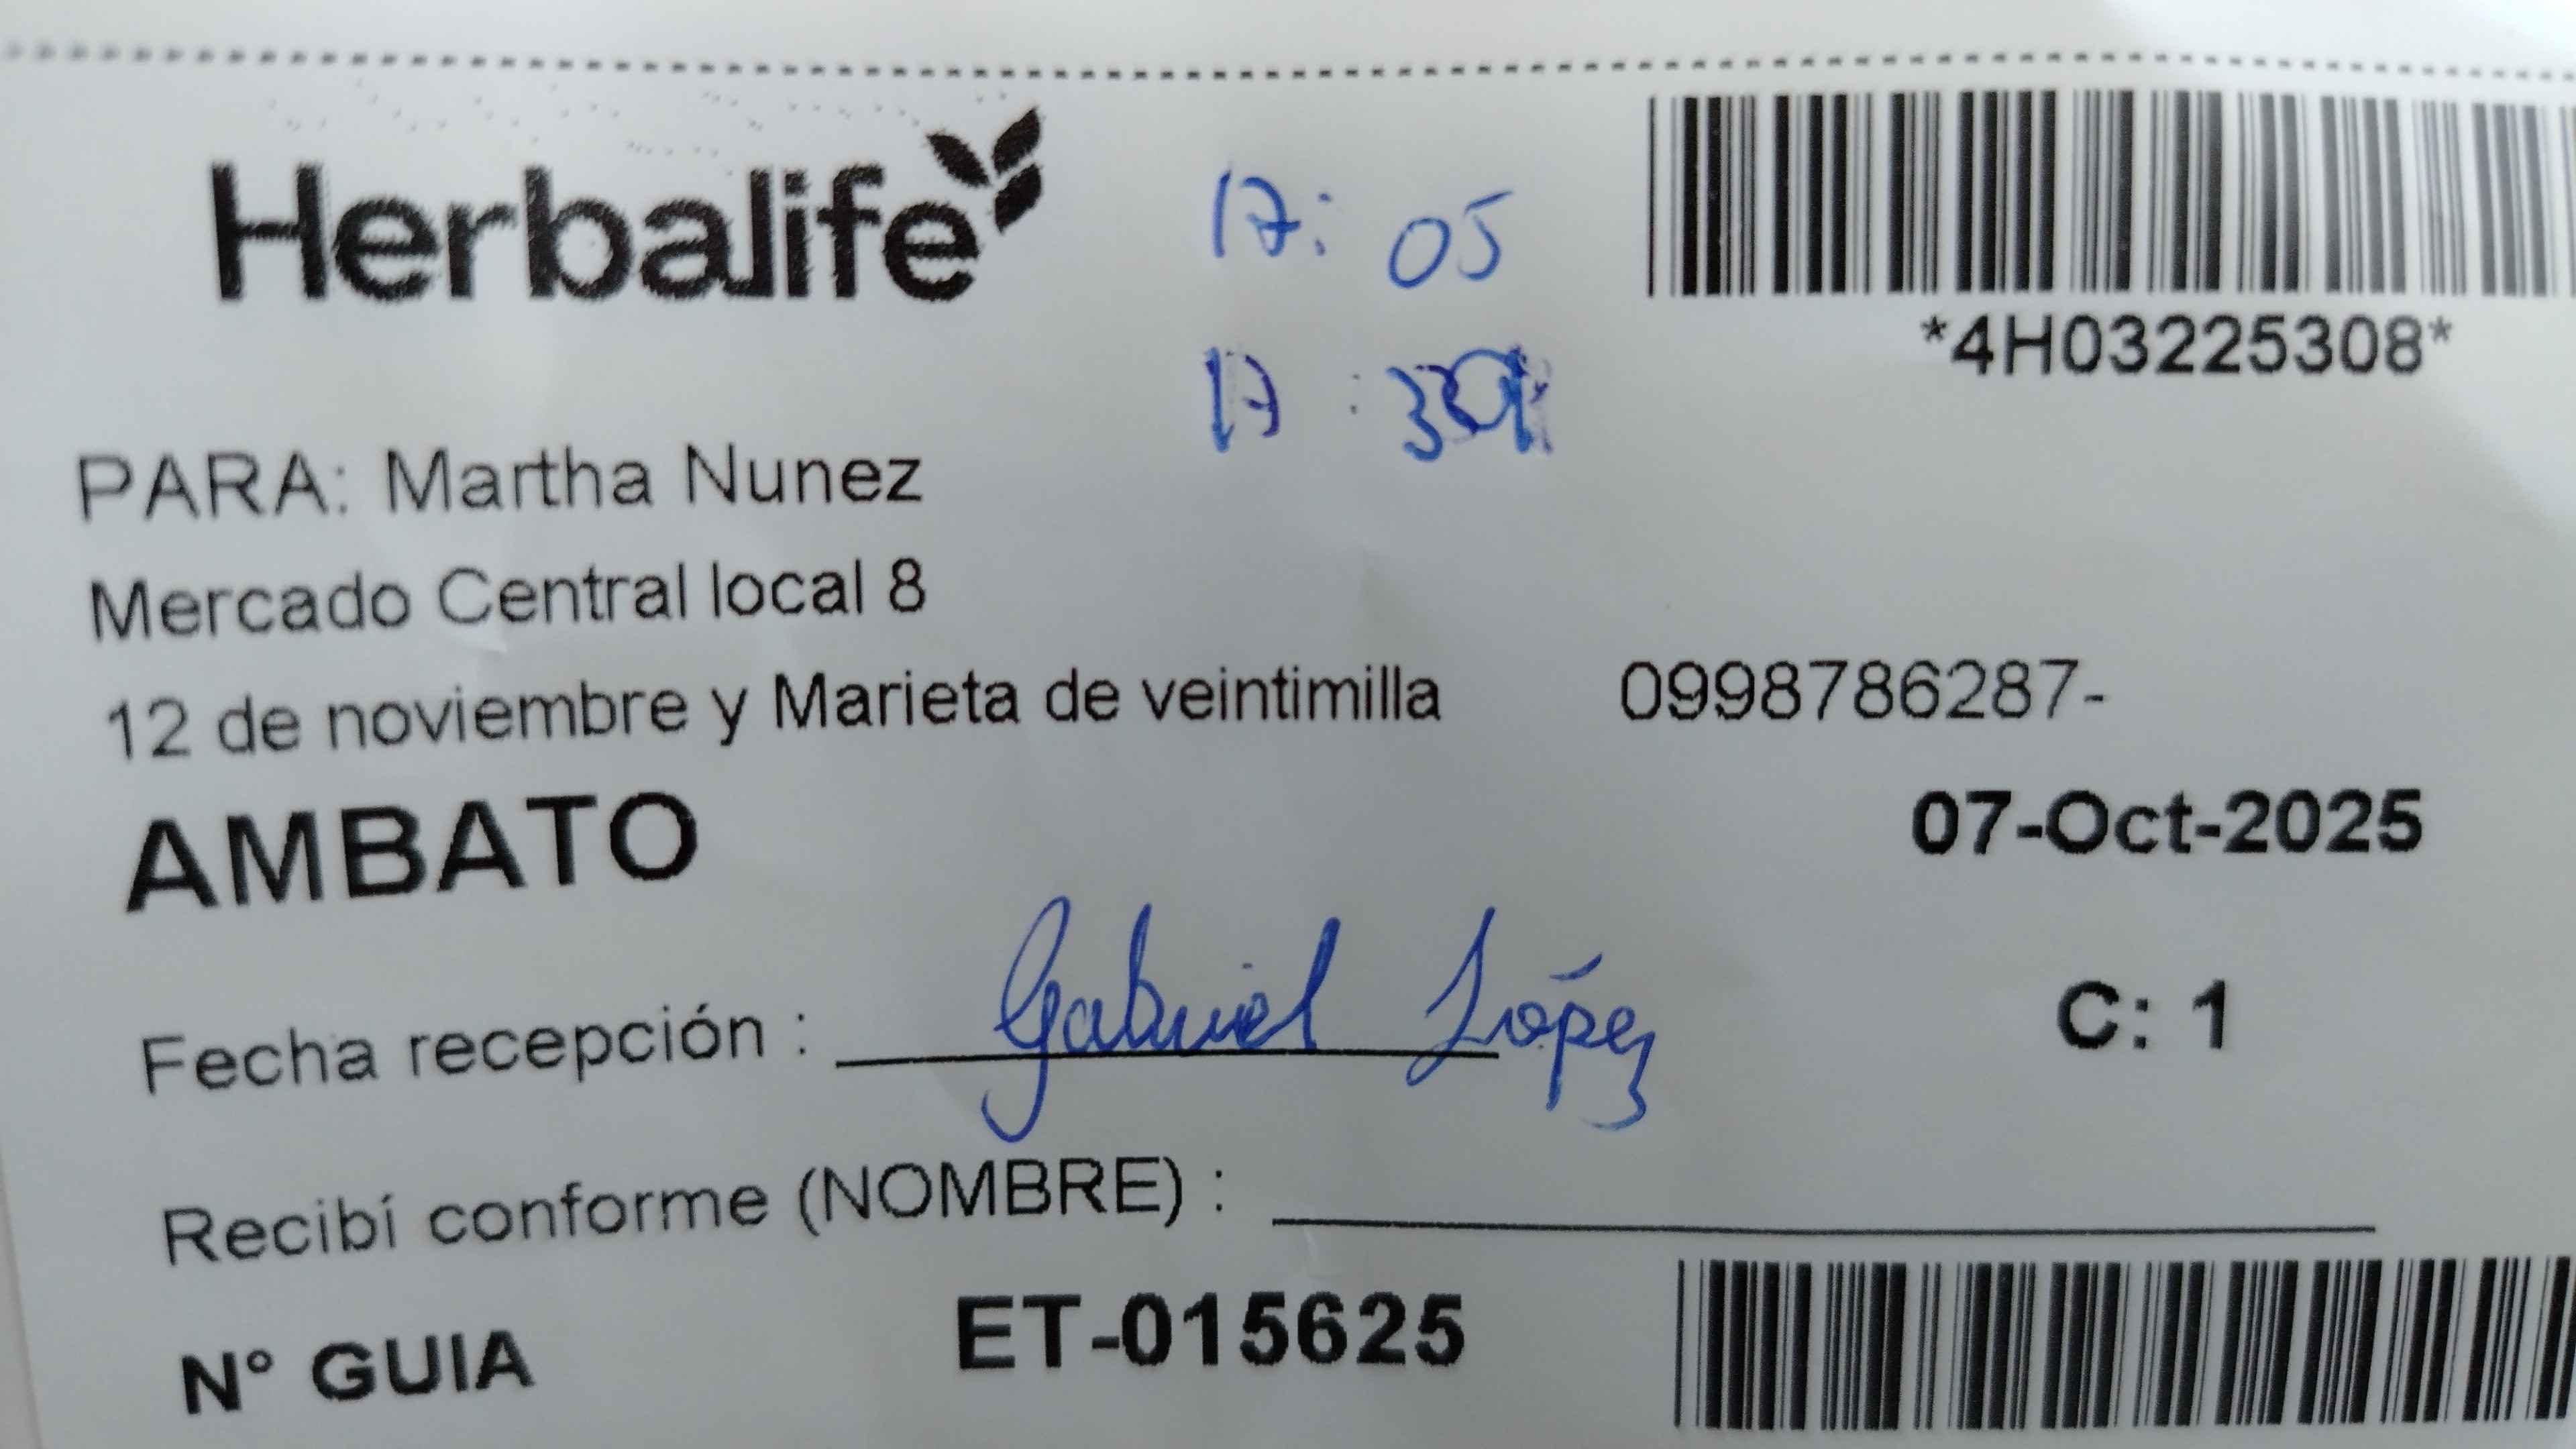 Herbalife
17: 05
*4H03225308*
17 :
PARA: Martha Nunez
Mercado Central local 8
12 de noviembre y Marieta de veintimilla 0998786287-
AMBATO
07-Oct-2025
Fecha recepción : Gabriel López
C: 1
Recibí conforme (NOMBRE) :
N° GUIA ET-015625